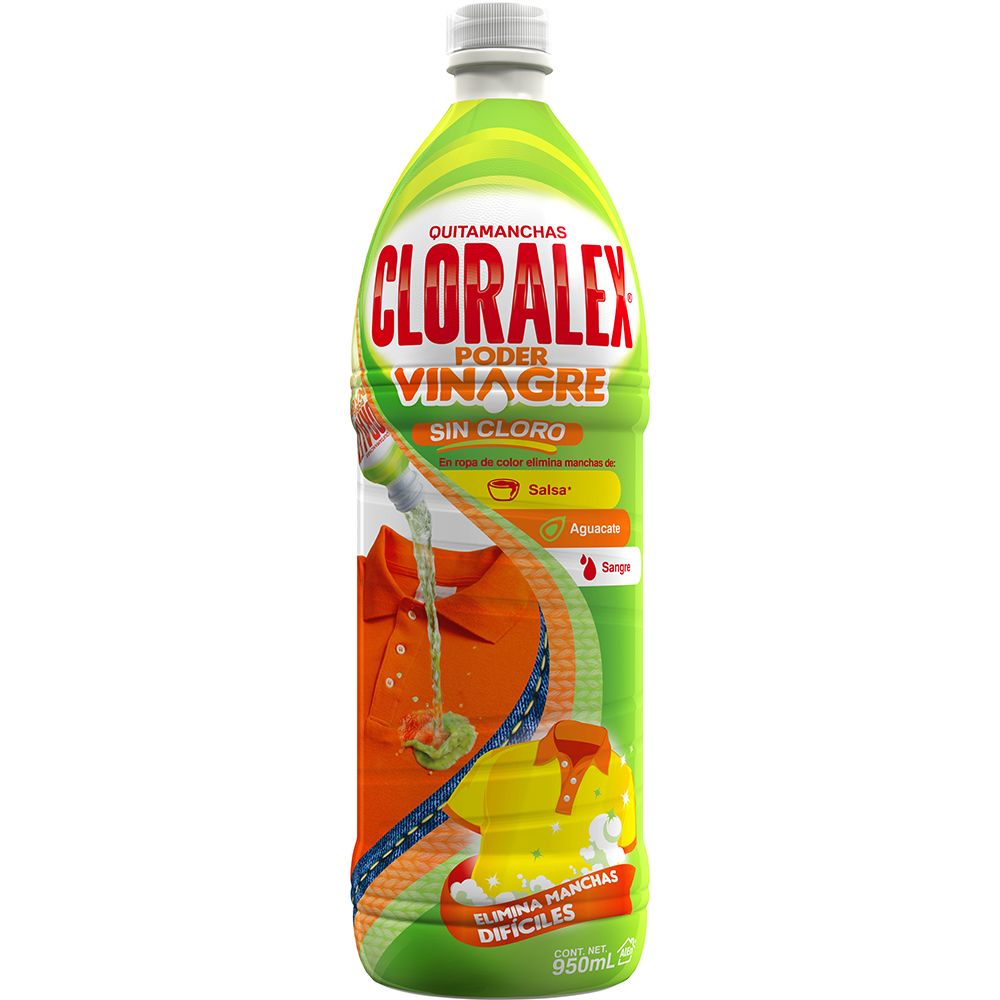 QUITAMANCHAS
CLORALEX®
PODER
VINAGRE
SIN CLORO
En ropa de color elimina manchas de:
Salsa*
Aguacate
Sangre
ELIMINA MANCHAS
DIFÍCILES
CONT. NET.
950mL
AlEn